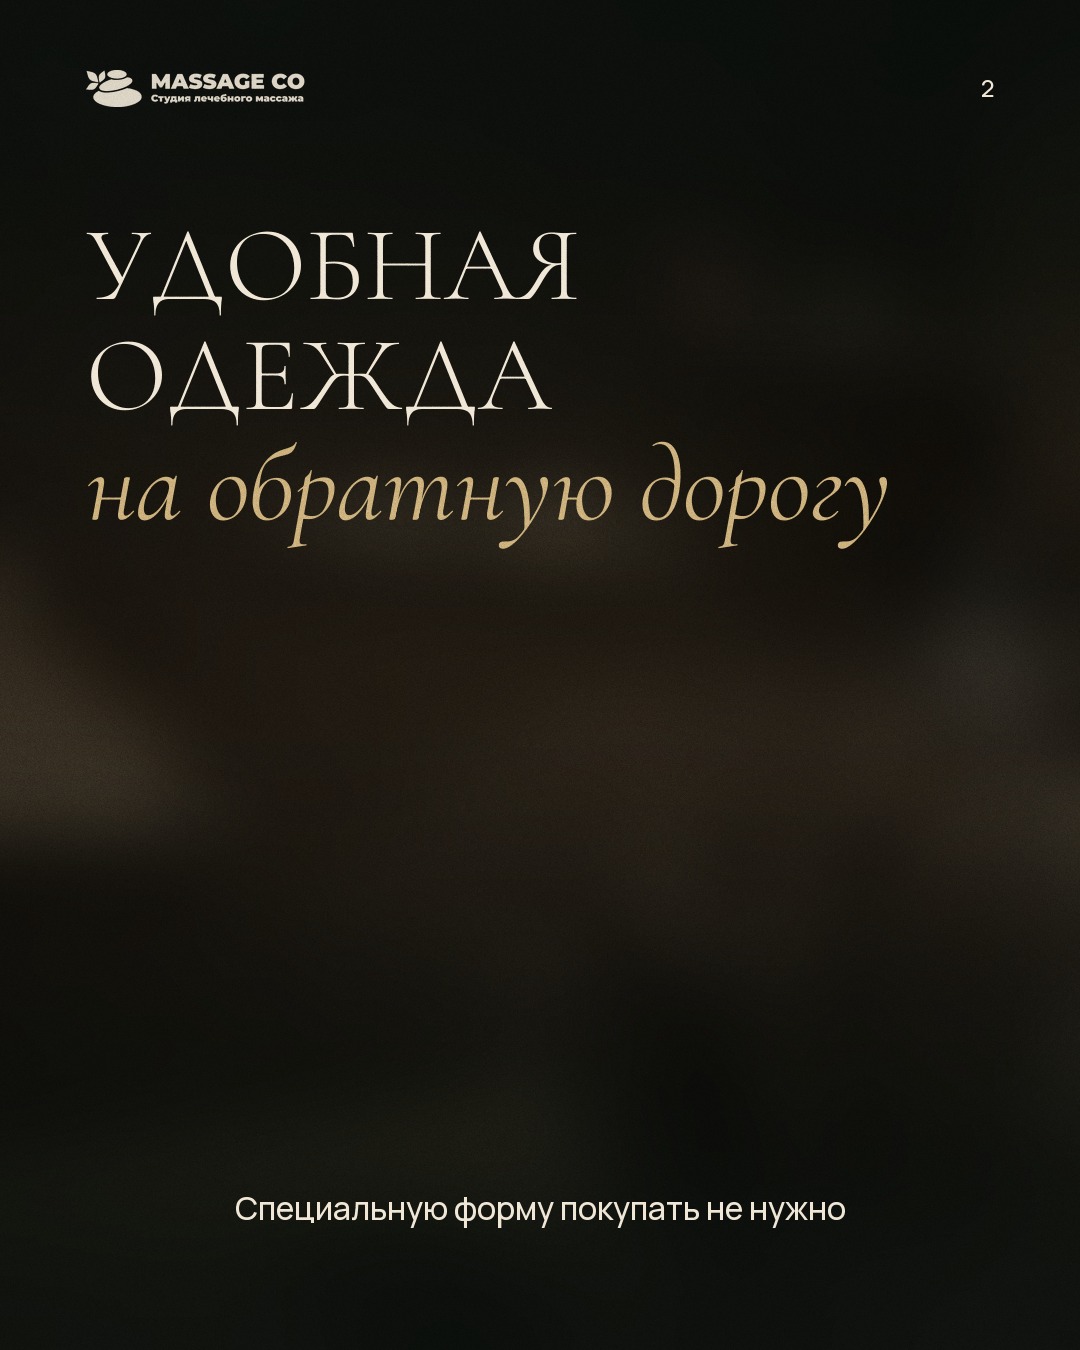 MASSAGE CO
Студия лечебного массажа
2
УДОБНАЯ
ОДЕЖДА
на обратную дорогу
Специальную форму покупать не нужно